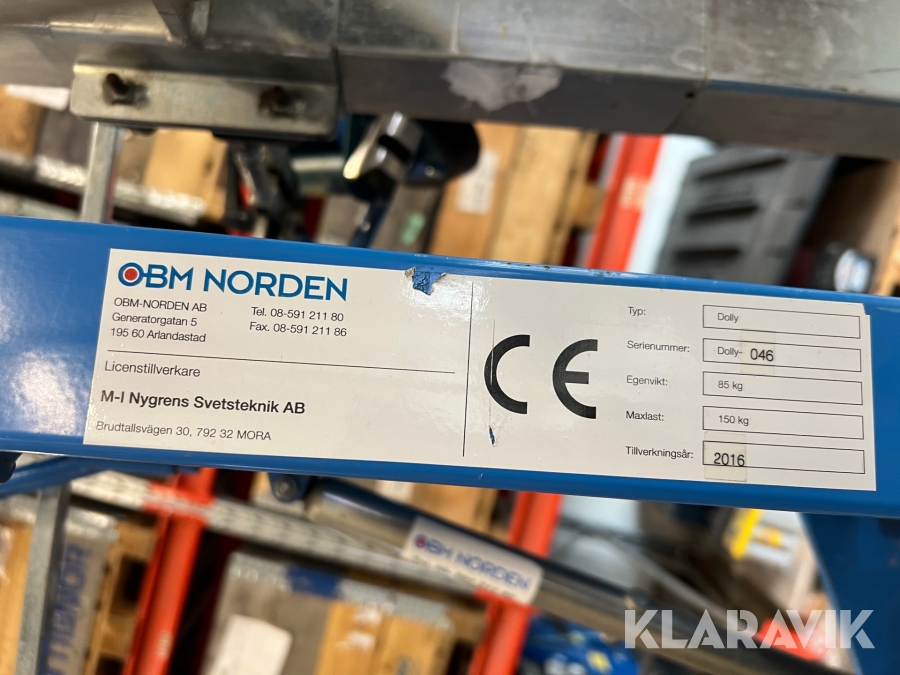 OBM NORDEN
OBM-NORDEN AB
Generatorgatan 5
195 60 Arlandastad
Tel. 08-591 211 80
Fax. 08-591 211 86
Licenstillverkare
M-I Nygrens Svetsteknik AB
Brudtallsvägen 30, 792 32 MORA
CE
Typ: Dolly
Serienummer: Dolly- 046
Egenvikt: 85 kg
Maxlast: 150 kg
Tillverkningsår: 2016
OBM NORDEN
KLARAVIK